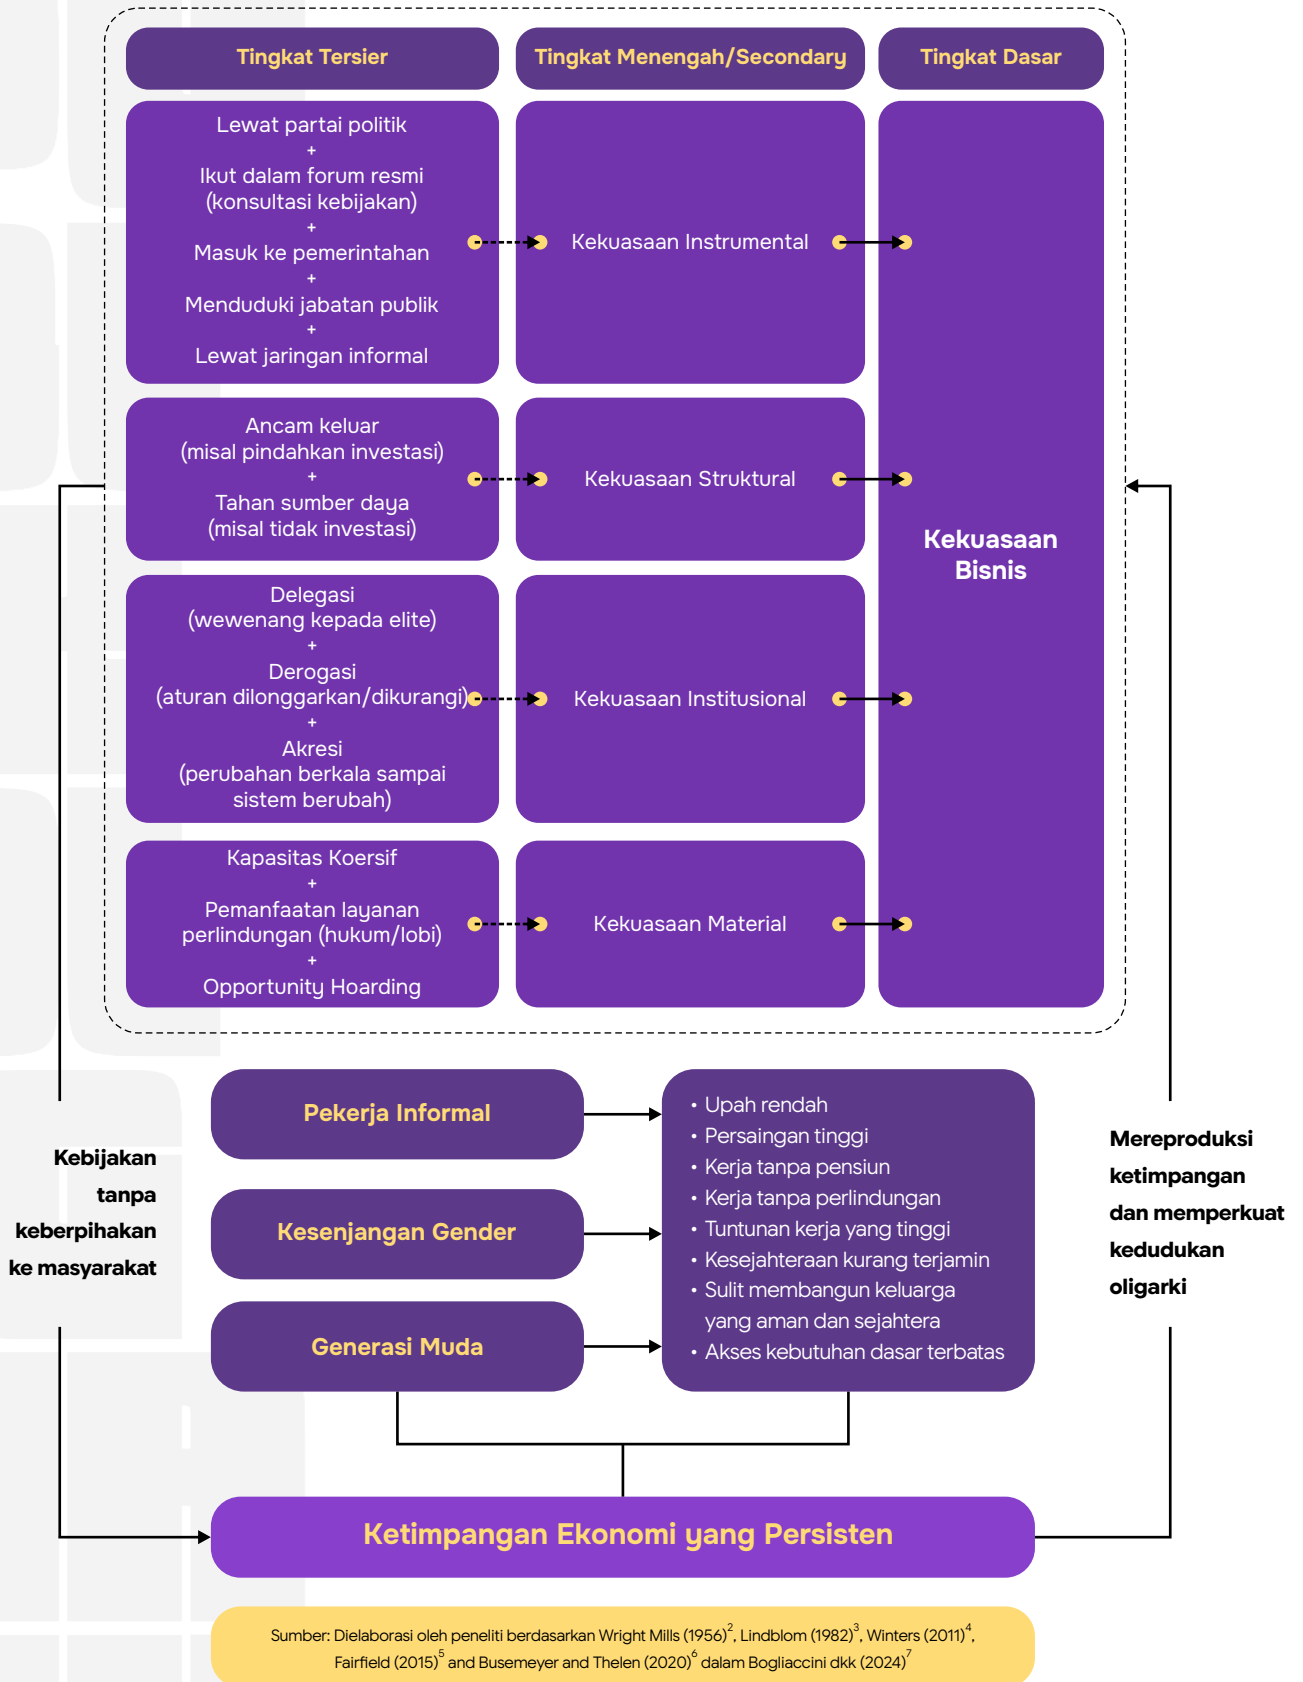 Tingkat Tersier
Tingkat Menengah/Secondary
Tingkat Dasar
Lewat partai politik
+
Ikut dalam forum resmi
(konsultasi kebijakan)
+
Masuk ke pemerintahan
+
Menduduki jabatan publik
+
Lewat jaringan informal
Kekuasaan Instrumental
Ancam keluar
(misal pindahkan investasi)
+
Tahan sumber daya
(misal tidak investasi)
Kekuasaan Struktural
Delegasi
(wewenang kepada elite)
+
Derogasi
(aturan dilonggarkan/dikurangi)
+
Akresi
(perubahan berkala sampai
sistem berubah)
Kekuasaan Institusional
Kapasitas Koersif
+
Pemanfaatan layanan
perlindungan (hukum/lobi)
+
Opportunity Hoarding
Kekuasaan Material
Kekuasaan
Bisnis
Kebijakan
tanpa
keberpihakan
ke masyarakat
Pekerja Informal
Kesenjangan Gender
Generasi Muda
• Upah rendah
• Persaingan tinggi
• Kerja tanpa pensiun
• Kerja tanpa perlindungan
• Tuntunan kerja yang tinggi
• Kesejahteraan kurang terjamin
• Sulit membangun keluarga
yang aman dan sejahtera
• Akses kebutuhan dasar terbatas
Mereproduksi
ketimpangan
dan memperkuat
kedudukan
oligarki
Ketimpangan Ekonomi yang Persisten
Sumber: Dielaborasi oleh peneliti berdasarkan Wright Mills (1956)², Lindblom (1982)³, Winters (2011)⁴,
Fairfield (2015)⁵ and Busemeyer and Thelen (2020)⁶ dalam Bogliaccini dkk (2024)⁷